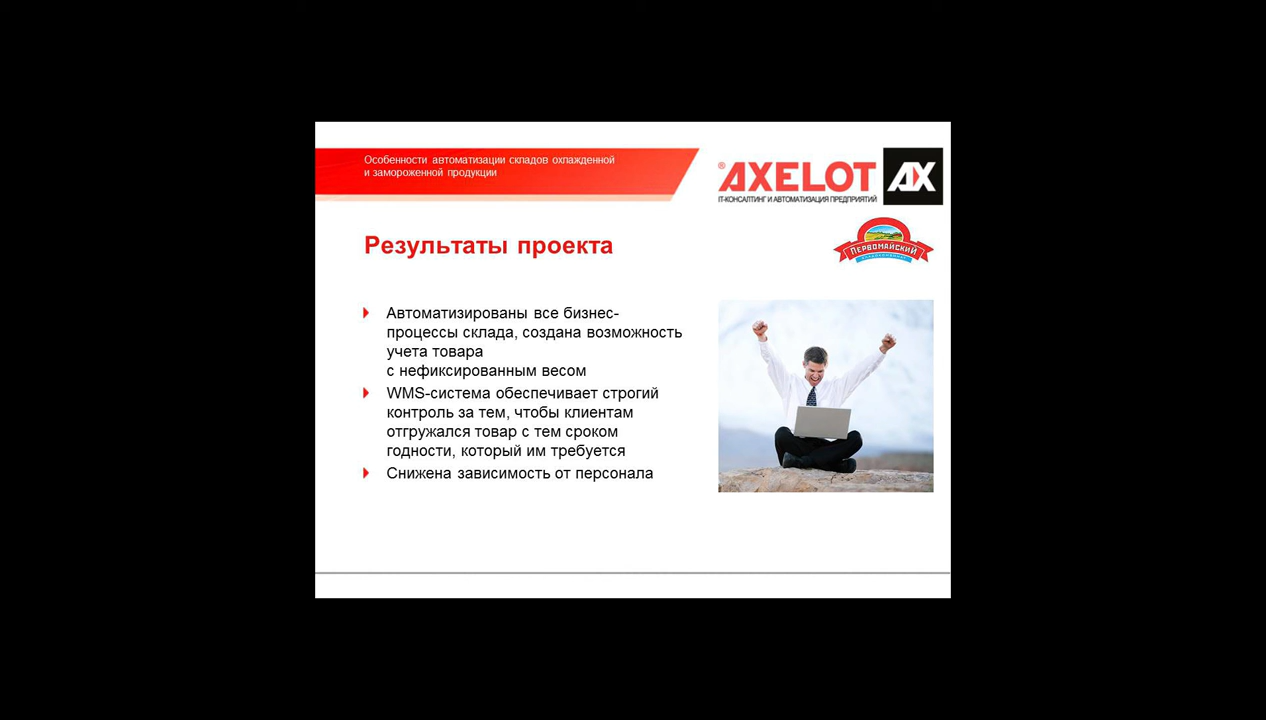 Особенности автоматизации складов охлажденной
и замороженной продукции
® AXELOT AX
IT-КОНСАЛТИНГ И АВТОМАТИЗАЦИЯ ПРЕДПРИЯТИЙ
ПЕРВОМАЙСКИЙ
Результаты проекта
Автоматизированы все бизнес-
процессы склада, создана возможность
учета товара
с нефиксированным весом
WMS-система обеспечивает строгий
контроль за тем, чтобы клиентам
отгружался товар с тем сроком
годности, который им требуется
Снижена зависимость от персонала